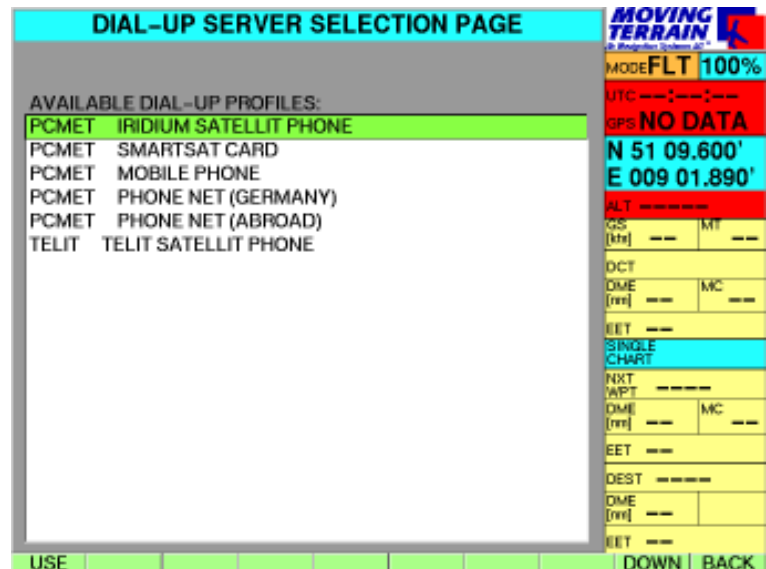 DIAL-UP SERVER SELECTION PAGE
AVAILABLE DIAL-UP PROFILES:
PCMET IRIDIUM SATELLIT PHONE
PCMET SMARTSAT CARD
PCMET MOBILE PHONE
PCMET PHONE NET (GERMANY)
PCMET PHONE NET (ABROAD)
TELIT TELIT SATELLIT PHONE
MOVING
TERRAIN
MODE FLT 100%
UTC --:--:--
GPS NO DATA
N 51 09.600'
E 009 01.890'
ALT -----
GS [kts] -- MT --
DCT
DME [nm] -- MC --
EET --
SINGLE
CHART
NXT
WPT ----
DME [nm] -- MC --
EET --
DEST ----
DME [nm] --
EET --
USE DOWN BACK